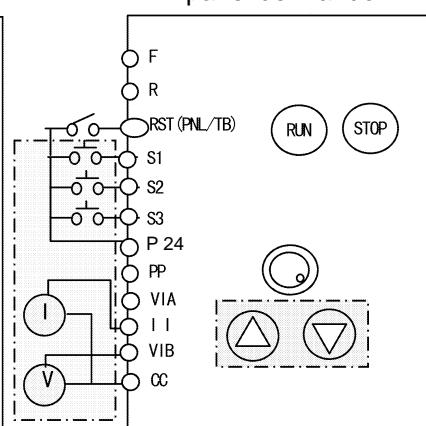 F
R
RST (PNL/TB)
RUN STOP
S1
S2
S3
P 24
PP
VIA
I
I I
VIB
V
CC